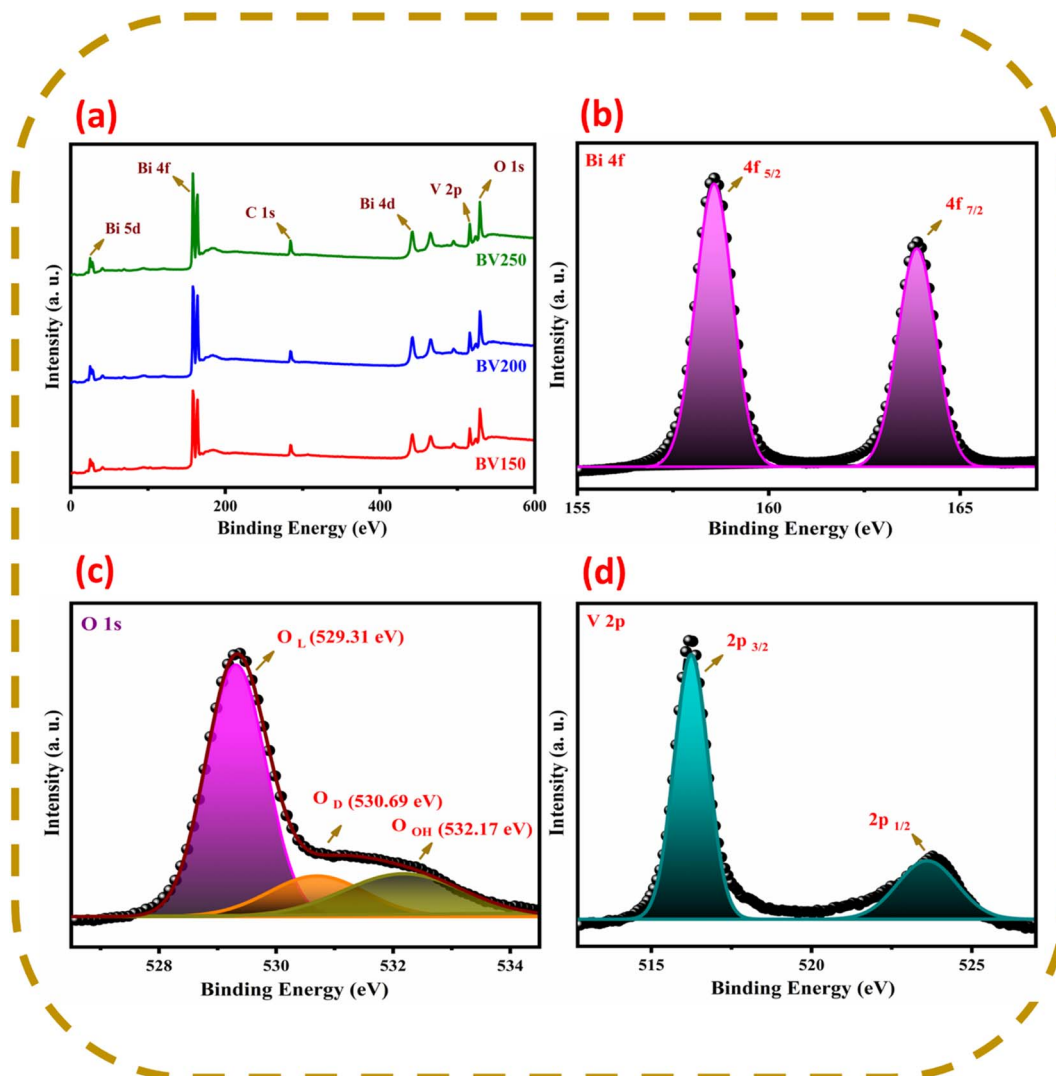 (a)
Bi 5d
Bi 4f
C 1s
Bi 4d
V 2p
O 1s
BV250
BV200
BV150
Intensity (a. u.)
0 200 400 600
Binding Energy (eV)
(b)
Bi 4f
4f 5/2
4f 7/2
Intensity (a. u.)
155 160 165
Binding Energy (eV)
(c)
O 1s
O L (529.31 eV)
O D (530.69 eV)
O OH (532.17 eV)
Intensity (a. u.)
528 530 532 534
Binding Energy (eV)
(d)
V 2p
2p 3/2
2p 1/2
Intensity (a. u.)
515 520 525
Binding Energy (eV)